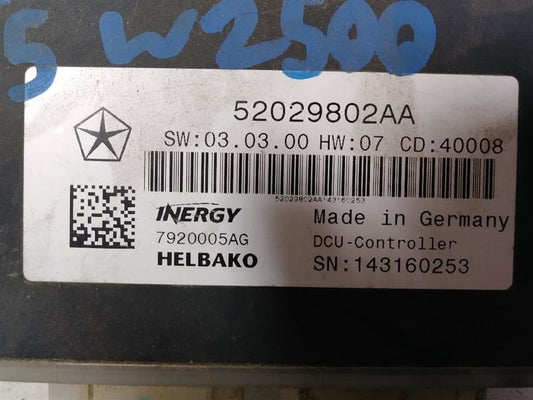 5 W2500
52029802AA
SW:03.03.00 HW:07 CD:40008
52029802AA143160253
INERGY
Made in Germany
7920005AG
DCU-Controller
HELBAKO
SN:143160253